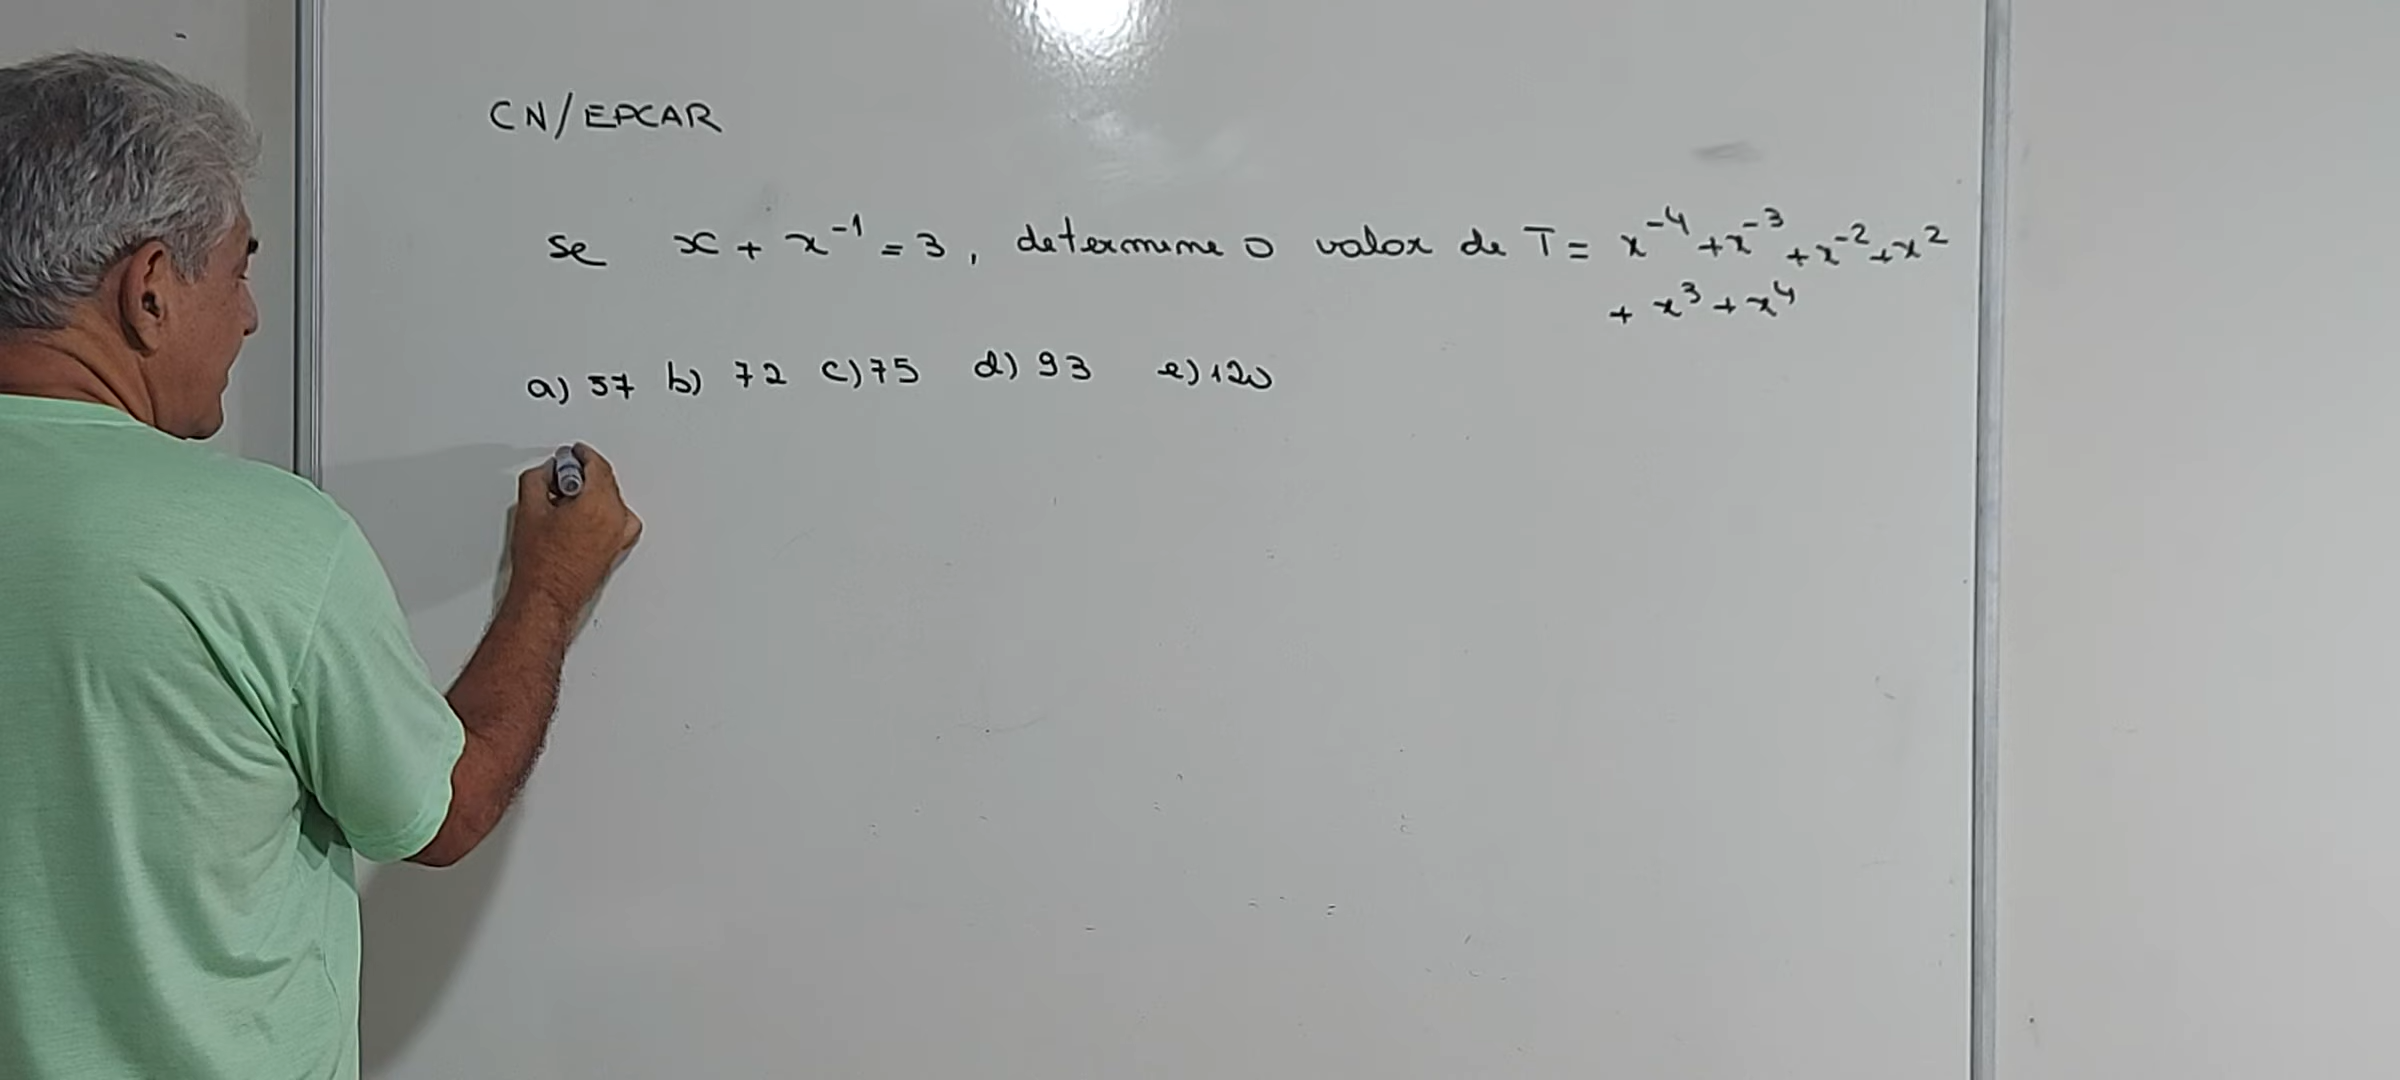 CN/EPCAR
se x + x⁻¹ = 3, determine o valor de T = x⁻⁴ + x⁻³ + x⁻² + x²
+ x³ + x⁴
a) 57 b) 72 c) 75 d) 93 e) 120